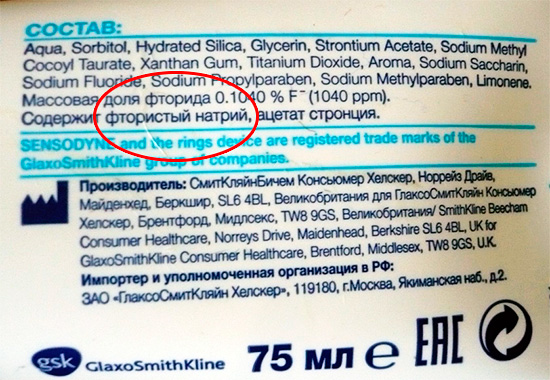 СОСТАВ:
Aqua, Sorbitol, Hydrated Silica, Glycerin, Strontium Acetate, Sodium Methyl
Cocoyl Taurate, Xanthan Gum, Titanium Dioxide, Aroma, Sodium Saccharin,
Sodium Fluoride, Sodium Propylparaben, Sodium Methylparaben, Limonene.
Массовая доля фторида 0.1040 % F⁻ (1040 ppm).
Содержит фтористый натрий, ацетат стронция.
SENSODYNE and the rings device are registered trade marks of the
GlaxoSmithKline group of companies.
Производитель: СмитКляйнБичем Консьюмер Хелскер, Норрейз Драйв,
Майденхед, Беркшир, SL6 4BL, Великобритания для ГлаксоСмитКляйн Консьюмер
Хелскер, Брентфорд, Мидлсекс, TW8 9GS, Великобритания/ SmithKline Beecham
Consumer Healthcare, Norreys Drive, Maidenhead, Berkshire SL6 4BL, UK for
GlaxoSmithKline Consumer Healthcare, Brentford, Middlesex, TW8 9GS, U.K.
Импортер и уполномоченная организация в РФ:
ЗАО «ГлаксоСмитКляйн Хелскер», 119180, г.Москва, Якиманская наб., д.2.
gsk GlaxoSmithKline 75 мл e EAC